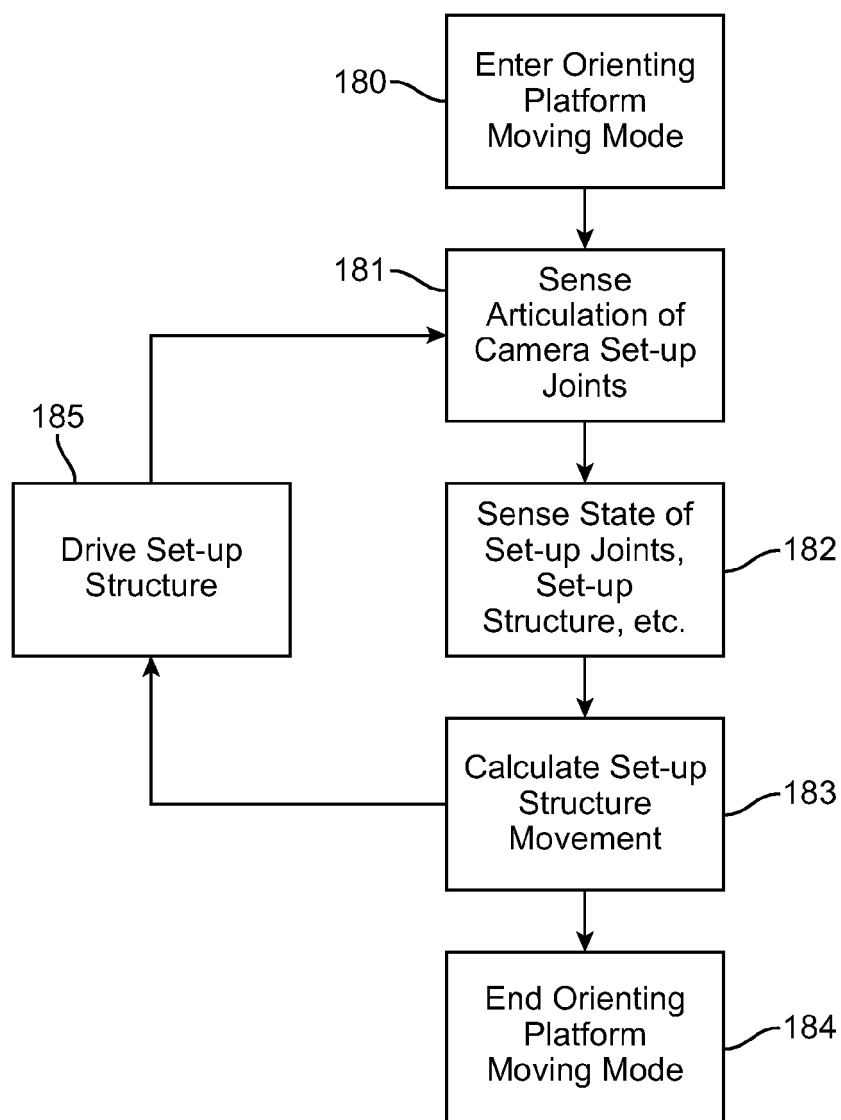 180
Enter Orienting
Platform
Moving Mode
181
Sense
Articulation of
Camera Set-up
Joints
185
Drive Set-up
Structure
Sense State of
Set-up Joints,
Set-up
Structure, etc.
182
Calculate Set-up
Structure
Movement
183
End Orienting
Platform
Moving Mode
184